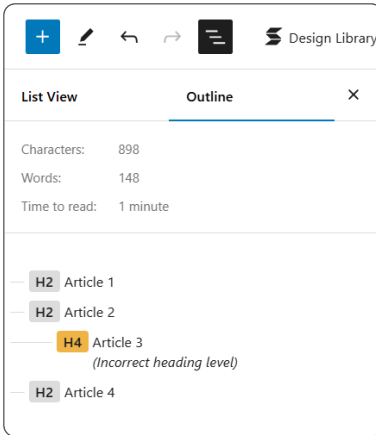 Design Library
List View Outline
Characters: 898
Words: 148
Time to read: 1 minute
H2 Article 1
H2 Article 2
H4 Article 3
(Incorrect heading level)
H2 Article 4